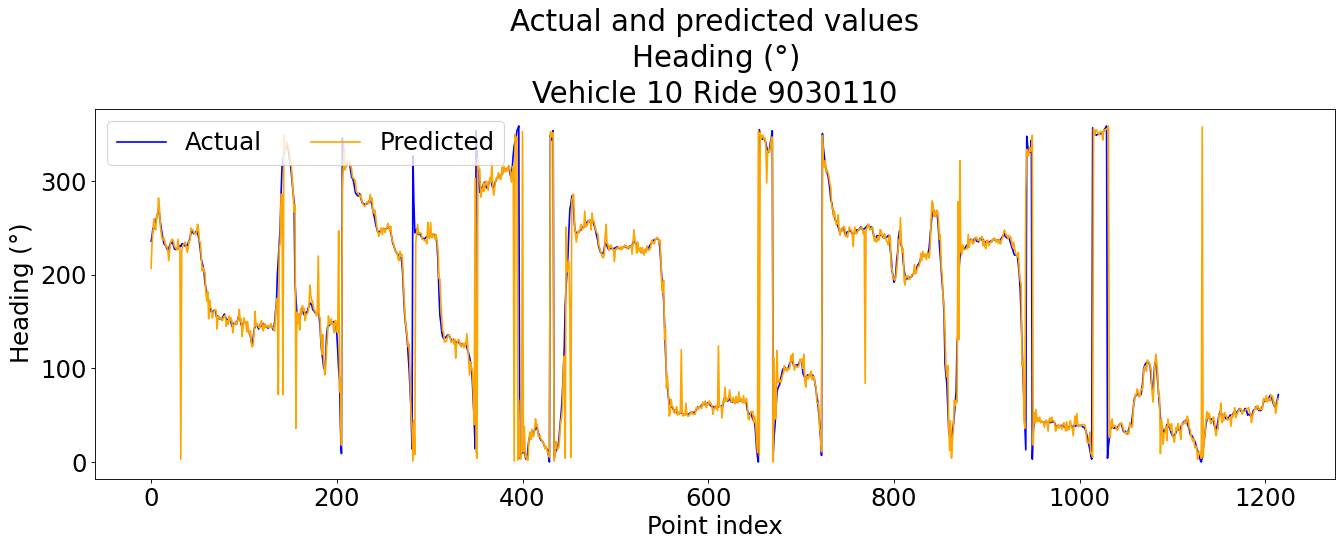 Actual and predicted values
Heading (°)
Vehicle 10 Ride 9030110
Actual
Predicted
Heading (°)
300
200
100
0
0
200
400
600
800
1000
1200
Point index